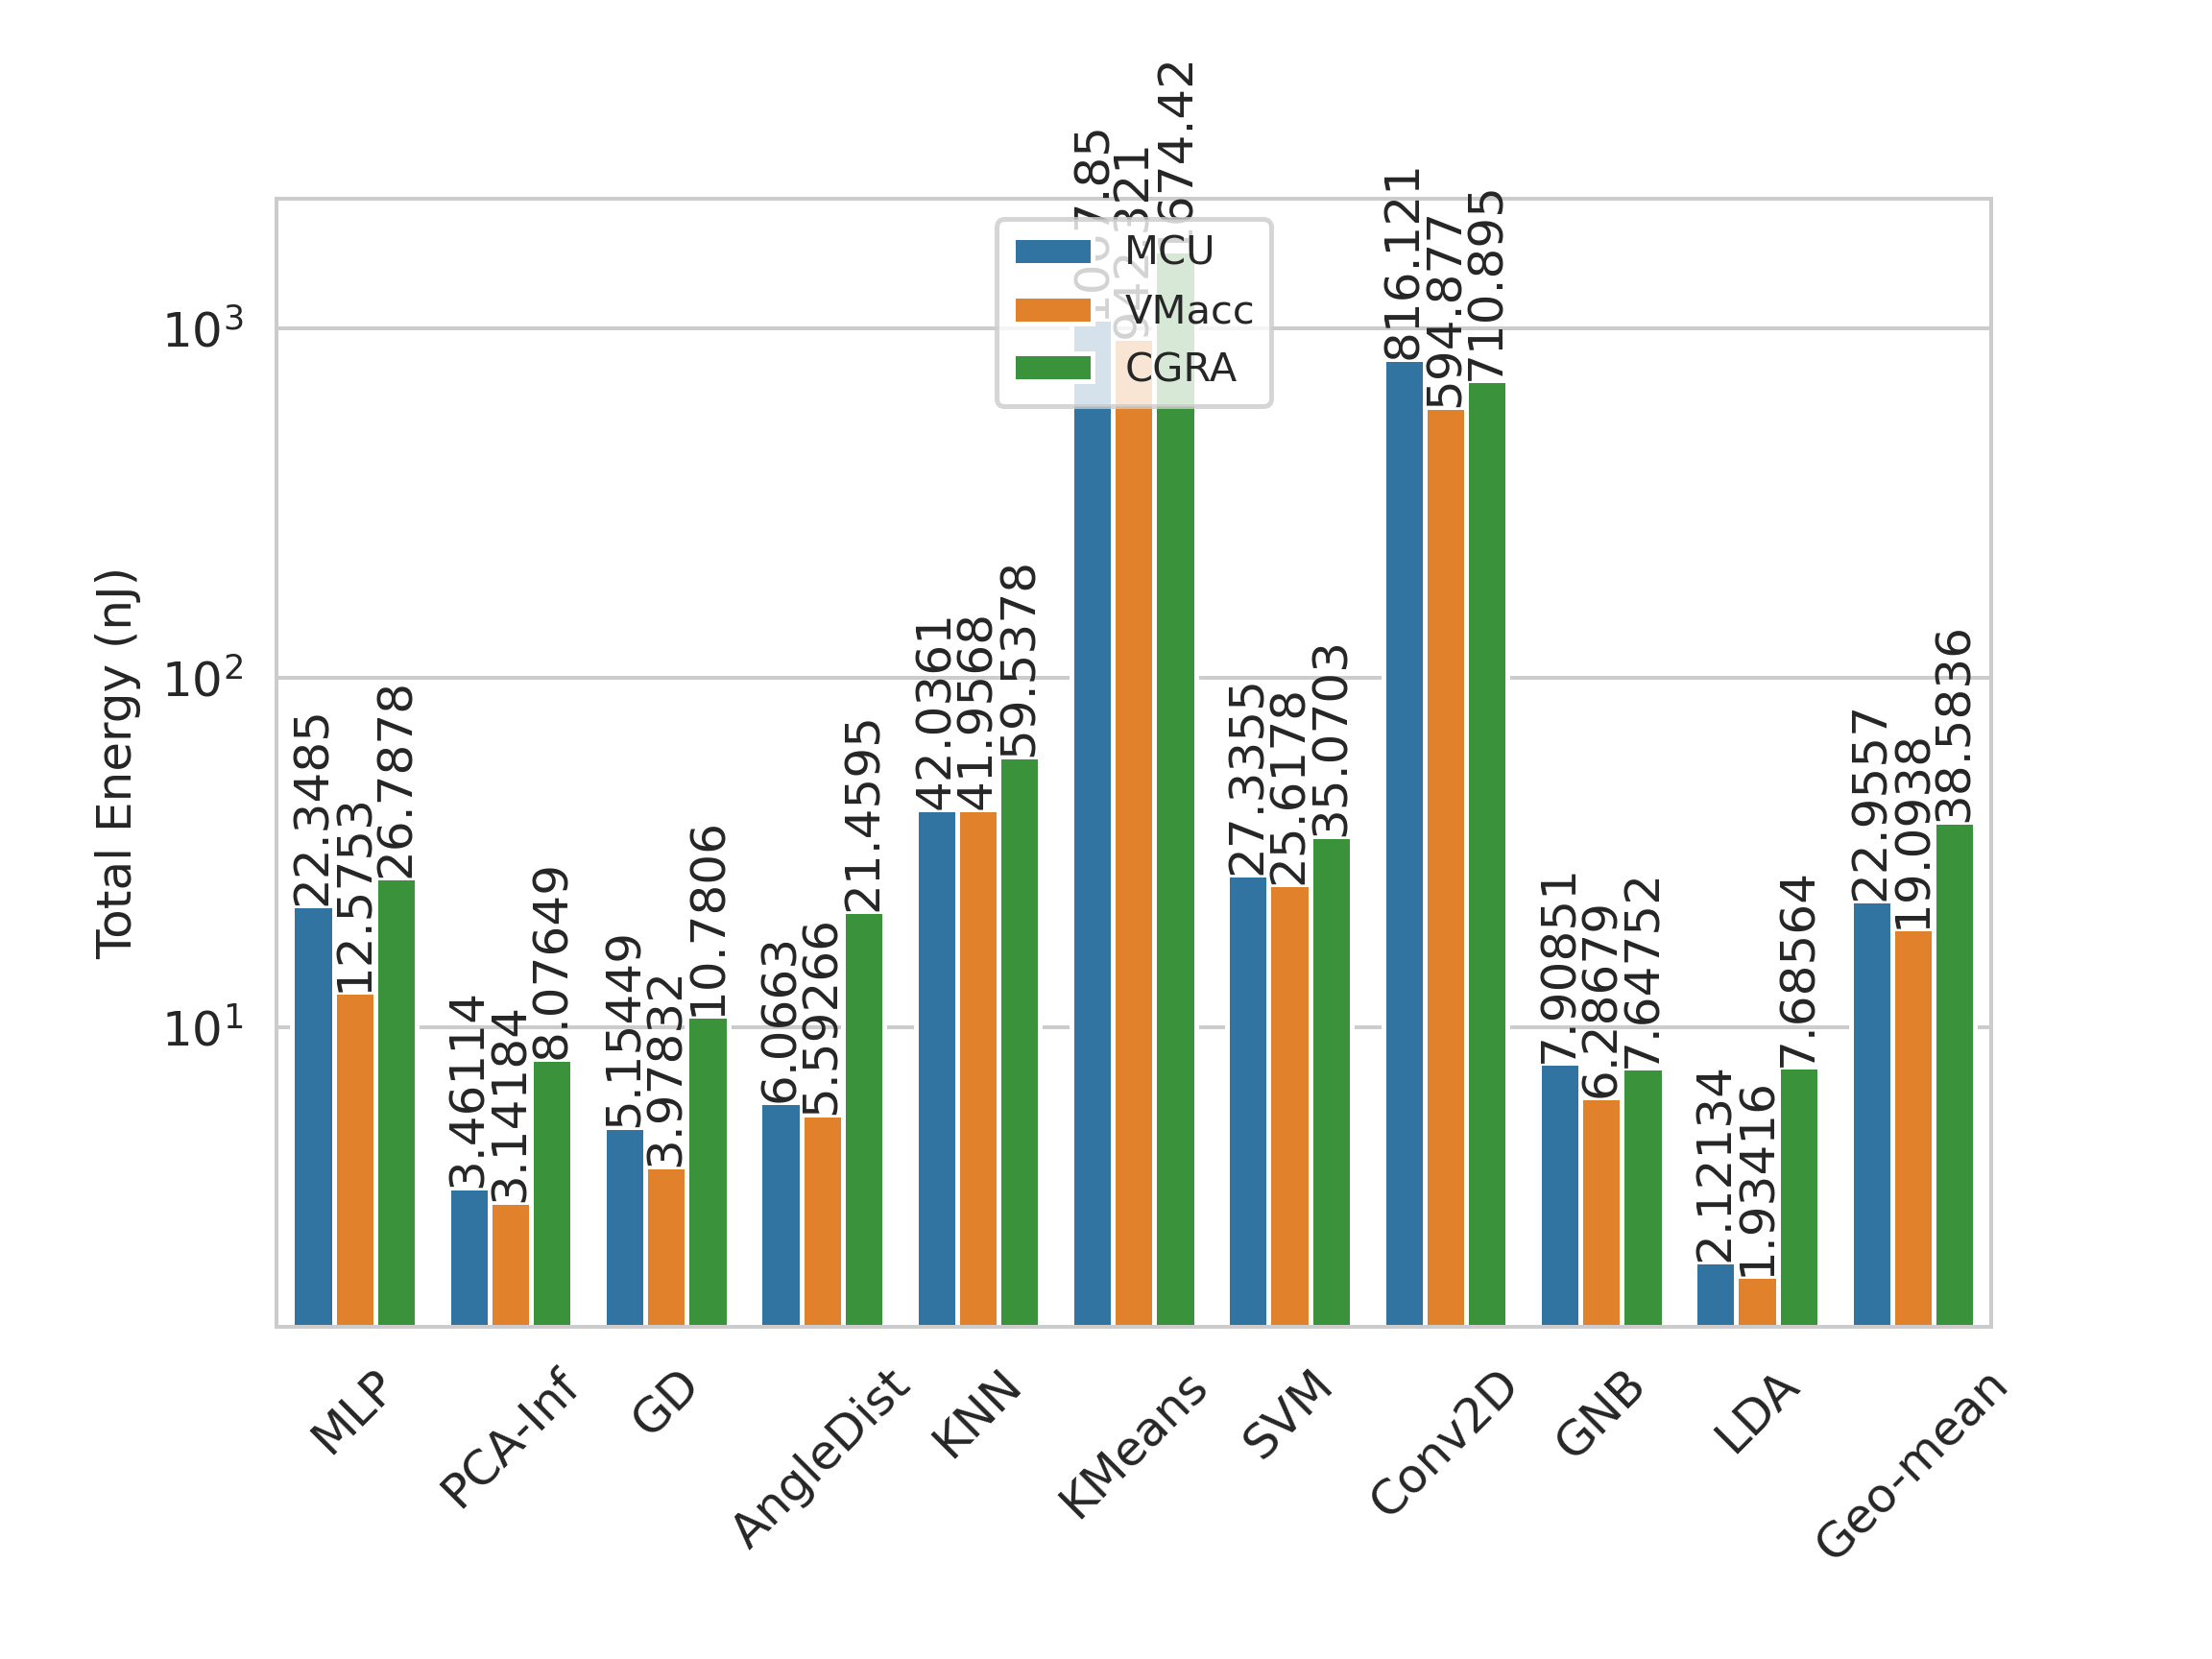 Total Energy (nJ)
10³
10²
10¹
MCU
VMacc
CGRA
22.3485
12.5753
26.7878
3.46114
3.14184
8.07649
5.15449
3.97832
10.7806
6.0663
5.59266
21.4595
42.0361
41.9568
59.5378
942.321
1674.42
27.3355
25.6178
35.0703
816.121
594.877
710.895
7.90851
6.28679
7.64752
2.12134
1.93416
7.68564
22.9557
19.0938
38.5836
MLP
PCA-Inf
GD
AngleDist
KNN
KMeans
SVM
Conv2D
GNB
LDA
Geo-mean